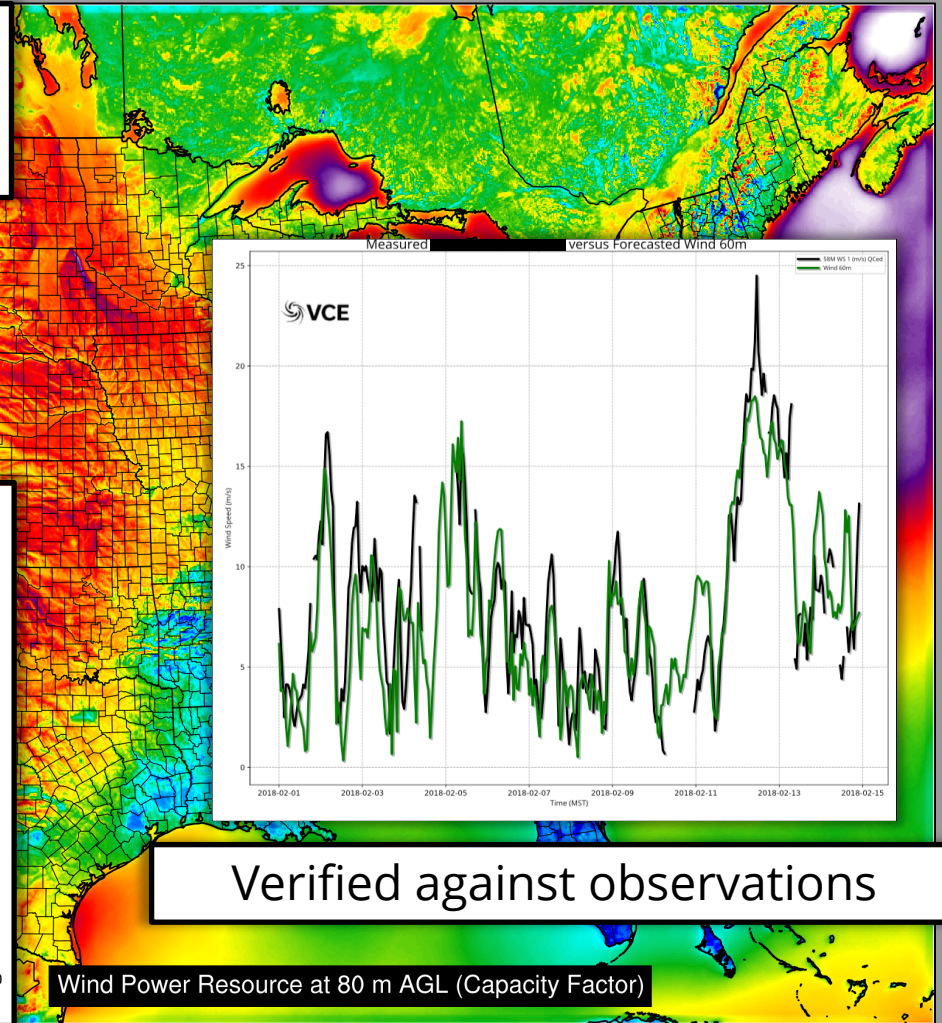 Measured versus Forecasted Wind 60m
58M WS 1 (m/s) QCed
Wind 60m
VCE
25
20
15
10
5
0
Wind Speed (m/s)
2018-02-01 2018-02-03 2018-02-05 2018-02-07 2018-02-09 2018-02-11 2018-02-13 2018-02-15
Time (MST)
Verified against observations
Wind Power Resource at 80 m AGL (Capacity Factor)